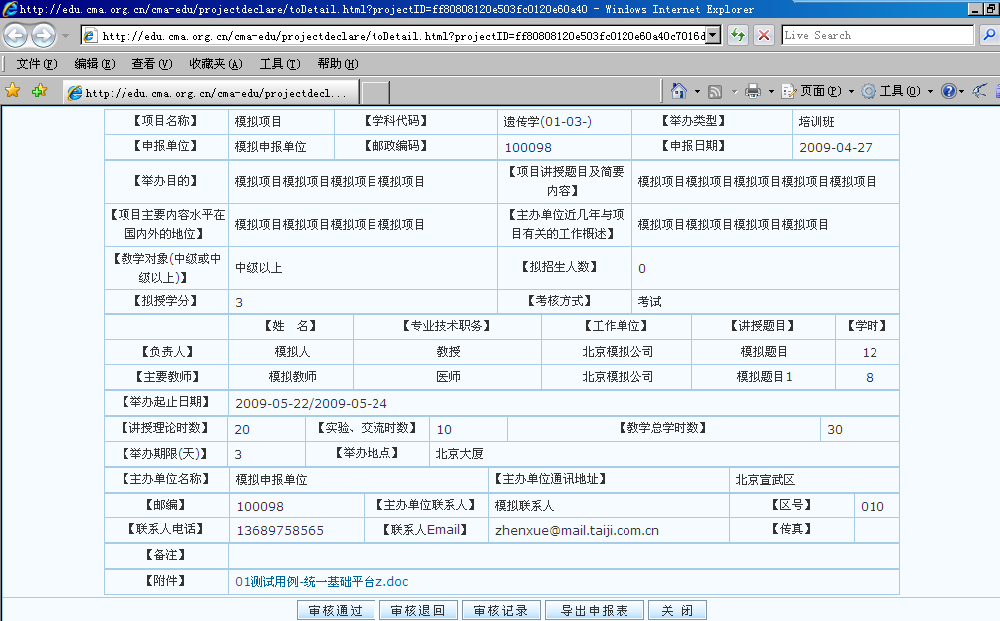 http://edu.cma.org.cn/cma-edu/projectdeclare/toDetail.html?projectID=ff80808120e503fc0120e60a40 - Windows Internet Explorer
http://edu.cma.org.cn/cma-edu/projectdeclare/toDetail.html?projectID=ff80808120e503fc0120e60a40c7016d Live Search
文件(F) 编辑(E) 查看(V) 收藏夹(A) 工具(T) 帮助(H)
http://edu.cma.org.cn/cma-edu/projectdecl... 页面(P) 工具(O)
【项目名称】 模拟项目 【学科代码】 遗传学(01-03-) 【举办类型】 培训班
【申报单位】 模拟申报单位 【邮政编码】 100098 【申报日期】 2009-04-27
【举办目的】 模拟项目模拟项目模拟项目模拟项目 【项目讲授题目及简要
内容】 模拟项目模拟项目模拟项目模拟项目模拟项目
【项目主要内容水平在
国内外的地位】 模拟项目模拟项目模拟项目模拟项目 【主办单位近几年与项
目有关的工作概述】 模拟项目模拟项目模拟项目模拟项目
【教学对象(中级或中
级以上)】 中级以上 【拟招生人数】 0
【拟授学分】 3 【考核方式】 考试
【姓 名】 【专业技术职务】 【工作单位】 【讲授题目】 【学时】
【负责人】 模拟人 教授 北京模拟公司 模拟题目 12
【主要教师】 模拟教师 医师 北京模拟公司 模拟题目1 8
【举办起止日期】 2009-05-22/2009-05-24
【讲授理论时数】 20 【实验、交流时数】 10 【教学总学时数】 30
【举办期限(天)】 3 【举办地点】 北京大厦
【主办单位名称】 模拟申报单位 【主办单位通讯地址】 北京宣武区
【邮编】 100098 【主办单位联系人】 模拟联系人 【区号】 010
【联系人电话】 13689758565 【联系人Email】 zhenxue@mail.taiji.com.cn 【传真】
【备注】
【附件】 01测试用例-统一基础平台z.doc
审核通过 审核退回 审核记录 导出申报表 关 闭